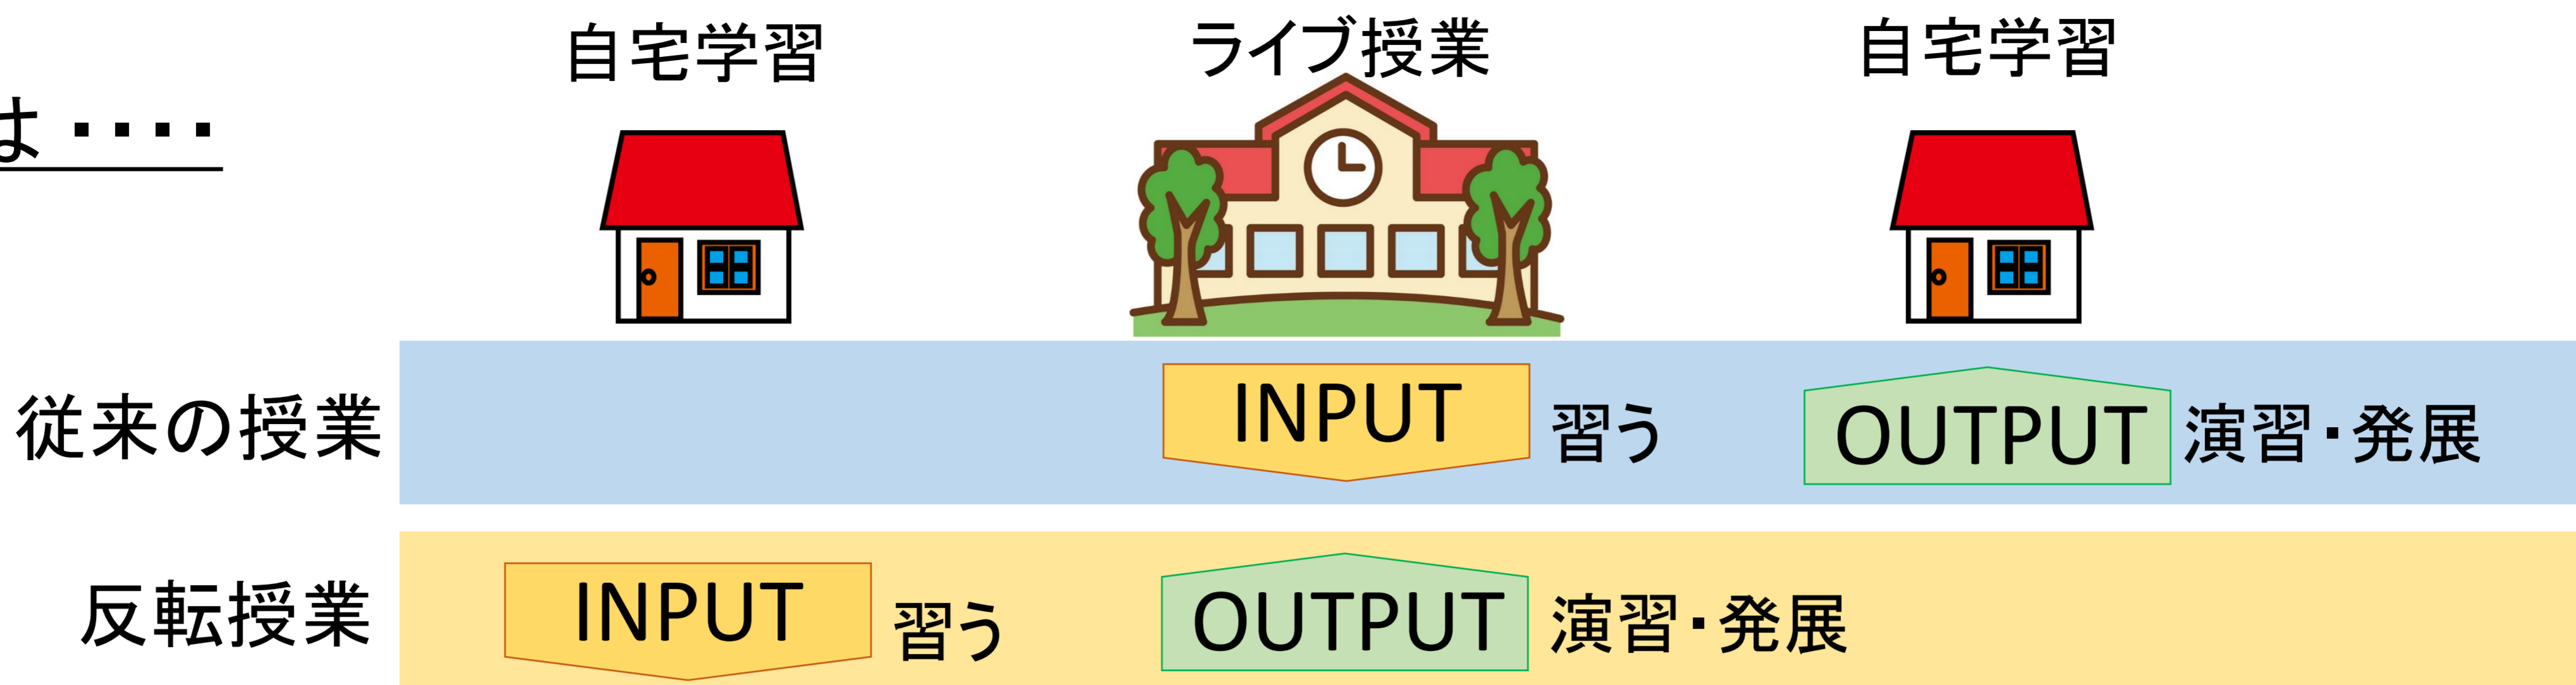 自宅学習 ライブ授業 自宅学習
は・・・・
従来の授業 INPUT 習う OUTPUT 演習・発展
反転授業 INPUT 習う OUTPUT 演習・発展